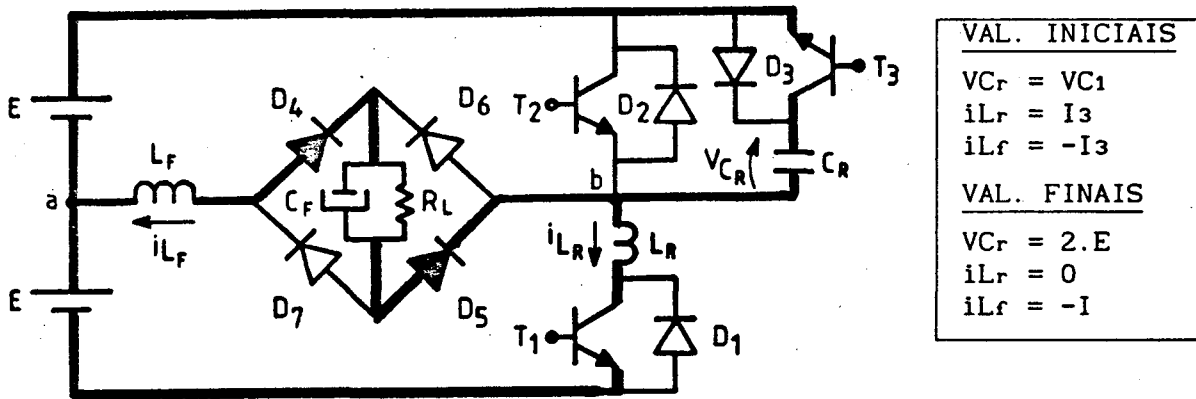 E
E
a
LF
iLF
D4
D6
D7
D5
CF
RL
T2
D2
b
iLR
LR
T1
D1
D3
T3
VCR
CR
VAL. INICIAIS
VCr = VC1
iLr = I3
iLf = -I3
VAL. FINAIS
VCr = 2.E
iLr = 0
iLf = -I